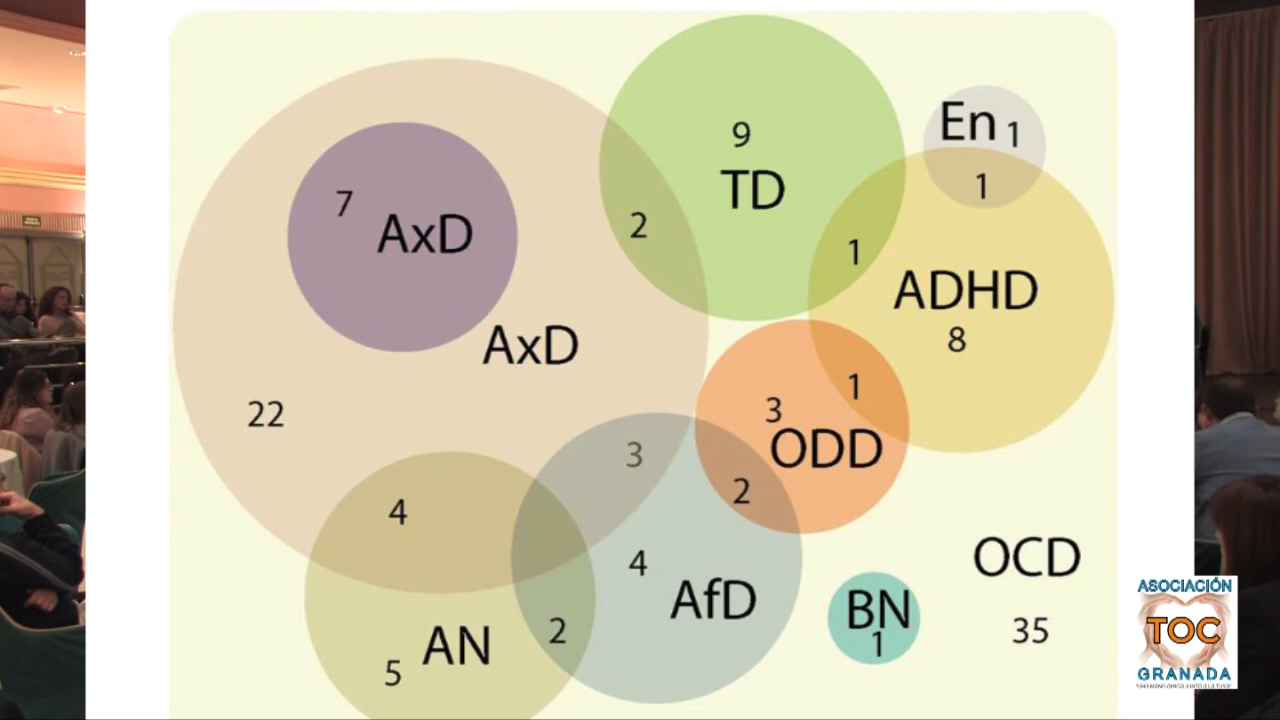 9
TD
En 1
1
7 AxD
2
1
ADHD
8
AxD
22
3
1
ODD
3
2
4
4
AfD
OCD
35
BN
1
2
AN
5
ASOCIACIÓN
TOC
GRANADA